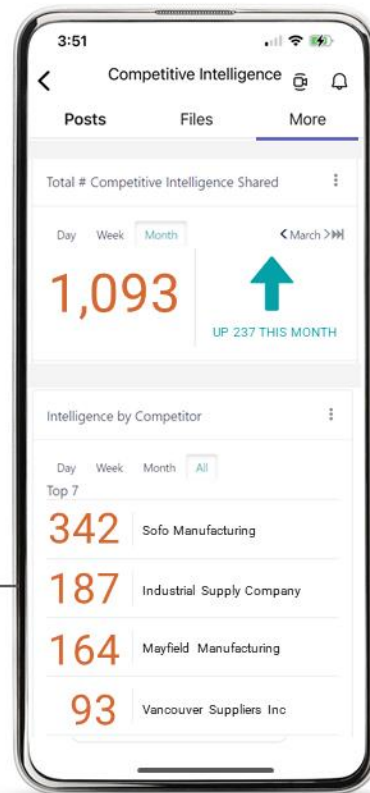 3:51
Competitive Intelligence
Posts Files More
Total # Competitive Intelligence Shared
Day Week Month March
1,093
UP 237 THIS MONTH
Intelligence by Competitor
Day Week Month All
Top 7
342 Sofo Manufacturing
187 Industrial Supply Company
164 Mayfield Manufacturing
93 Vancouver Suppliers Inc